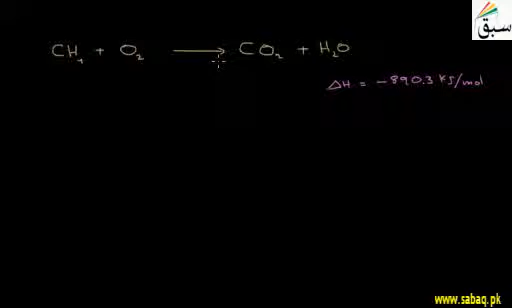 سبق
CH₄ + O₂ ⟶ CO₂ + H₂O
ΔH = -890.3 KJ/mol
www.sabaq.pk